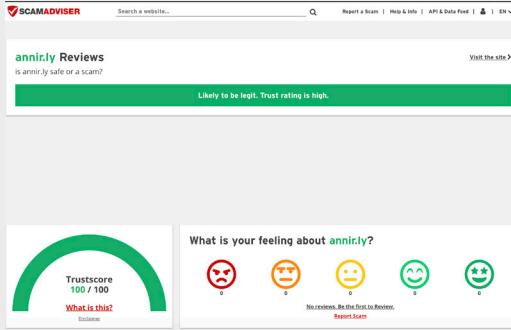 SCAMADVISER
Search a website...
Report a Scam | Help & Info | API & Data Feed | | EN
annir.ly Reviews
Visit the site
is annir.ly safe or a scam?
Likely to be legit. Trust rating is high.
What is your feeling about annir.ly?
Trustscore
100 / 100
What is this?
Disclaimer
0 0 0 0 0
No reviews. Be the first to Review.
Report Scam